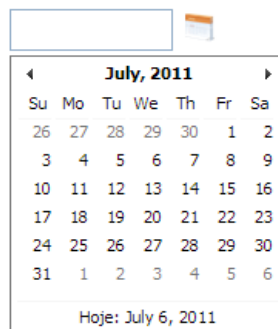 July, 2011
Su Mo Tu We Th Fr Sa
26 27 28 29 30 1 2
3 4 5 6 7 8 9
10 11 12 13 14 15 16
17 18 19 20 21 22 23
24 25 26 27 28 29 30
31 1 2 3 4 5 6
Hoje: July 6, 2011